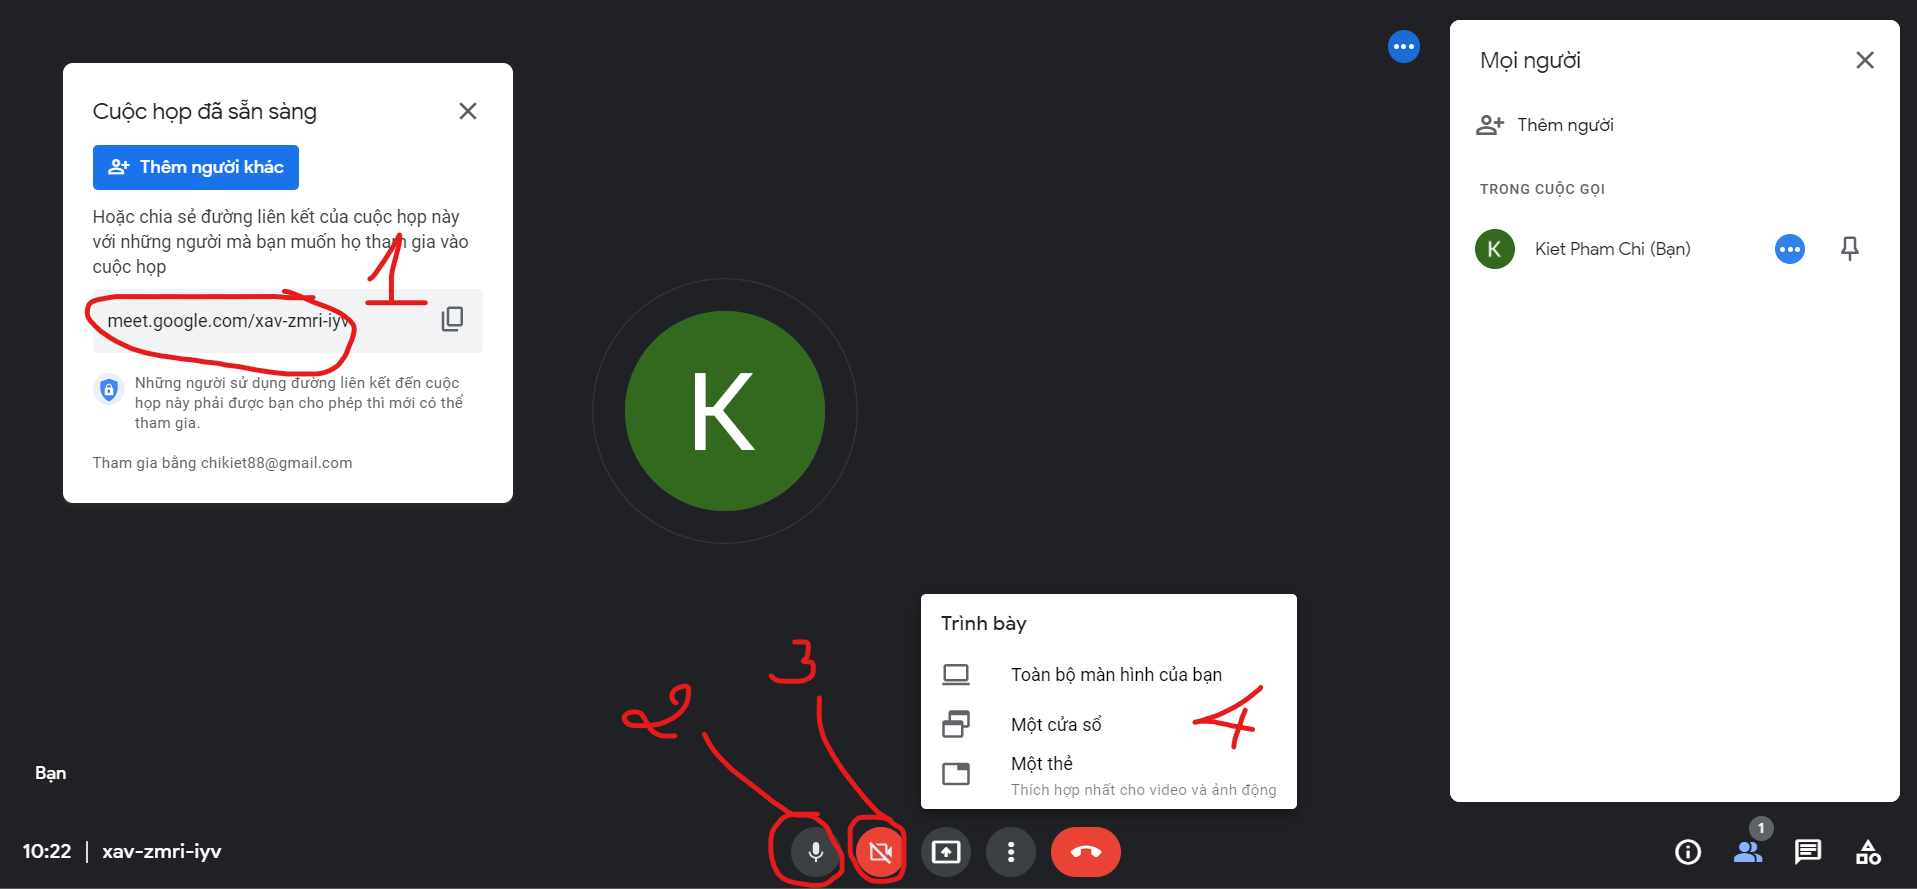 Cuộc họp đã sẵn sàng
Thêm người khác
Hoặc chia sẻ đường liên kết của cuộc họp này
với những người mà bạn muốn họ tham gia vào
cuộc họp
1
meet.google.com/xav-zmri-iyv
Những người sử dụng đường liên kết đến cuộc
họp này phải được bạn cho phép thì mới có thể
tham gia.
Tham gia bằng chikiet88@gmail.com
K
Mọi người
Thêm người
TRONG CUỘC GỌI
K
Kiet Pham Chi (Bạn)
2
3
Trình bày
Toàn bộ màn hình của bạn
Một cửa sổ
4
Một thẻ
Thích hợp nhất cho video và ảnh động
Bạn
10:22 | xav-zmri-iyv
1